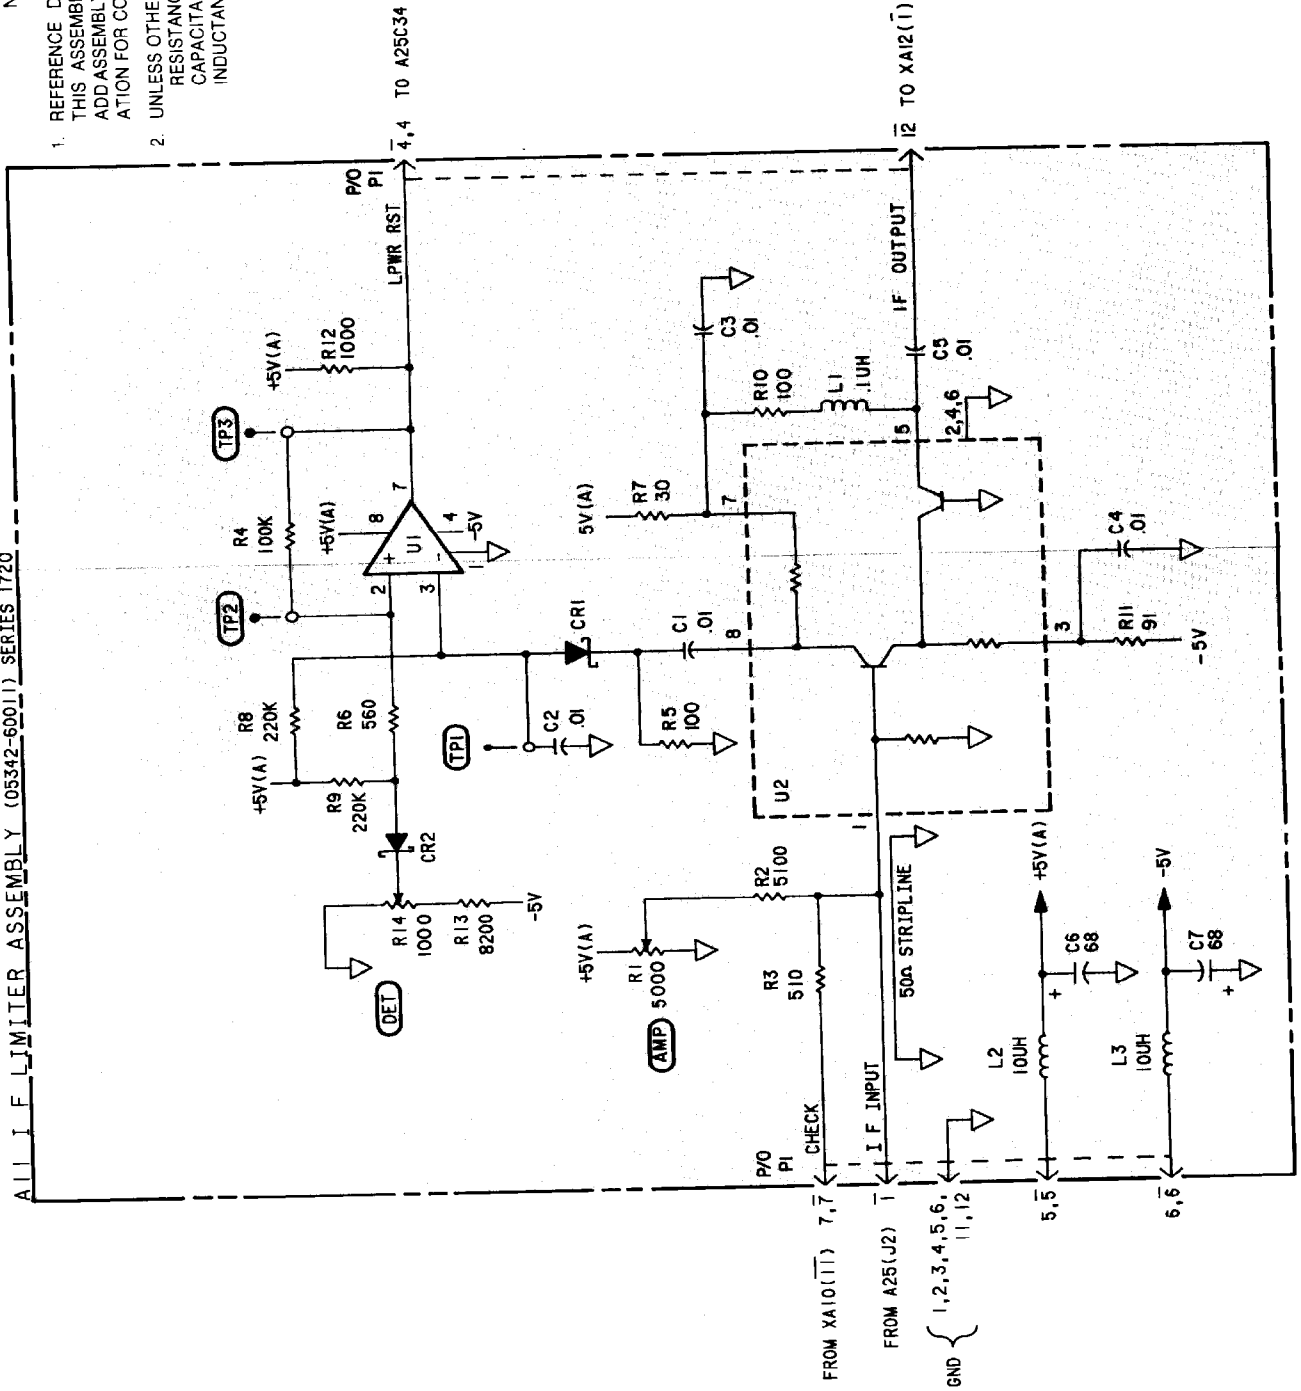 A11 I F LIMITER ASSEMBLY (05342-60011) SERIES 1720
1. REFERENCE D
THIS ASSEMB
ADD ASSEMBL
ATION FOR CO
2. UNLESS OTHE
RESISTANC
CAPACITA
INDUCTAN
P/O
P1
4̅,4 TO A25C34
LPWR RST
+5V(A)
R12
1000
TP3
R4
100K
+5V(A)
8
7
U1
+
-
2
3
4
-5V
1
TP2
R8
220K
R6
560
+5V(A)
R9
220K
CR2
R14
1000
R13
8200
-5V
DET
TP1
C2
.01
CR1
R5
100
C1
.01
8
5V(A)
R7
30
7
C3
.01
R10
100
L1
.1UH
IF OUTPUT
C5
.01
12̅ TO XA12(1̅)
5
2,4,6
U2
3
R11
91
-5V
C4
.01
1
+5V(A)
R1
5000
AMP
R2
5100
R3
510
50Ω STRIPLINE
P/O
P1
CHECK
I F INPUT
FROM XA10(1̅1̅) 7,7̅
FROM A25(J2) 1̅
GND { 1,2,3,4,5,6,
11,12
5,5̅
L2
10UH
+5V(A)
+
C6
68
6,6̅
L3
10UH
-5V
C7
68
+